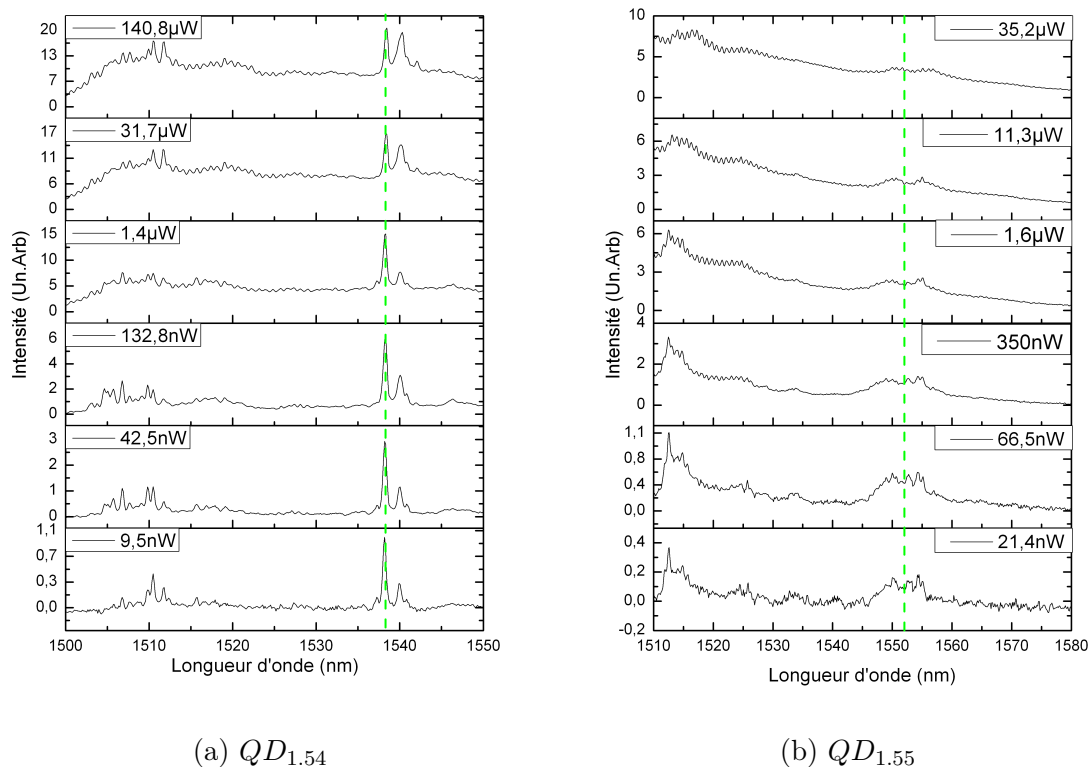 140,8µW
20
13
7
0
31,7µW
17
11
6
0
1,4µW
15
10
5
0
132,8nW
6
4
2
0
42,5nW
3
2
1
0
9,5nW
1,1
0,7
0,3
0,0
1500 1510 1520 1530 1540 1550
Intensité (Un.Arb)
Longueur d'onde (nm)
(a) QD1.54
35,2µW
10
5
0
11,3µW
6
3
0
1,6µW
6
3
0
350nW
4
2
0
66,5nW
1,1
0,8
0,4
0,0
21,4nW
0,4
0,2
0,0
-0,2
1510 1520 1530 1540 1550 1560 1570 1580
Intensité (Un.Arb)
Longueur d'onde (nm)
(b) QD1.55